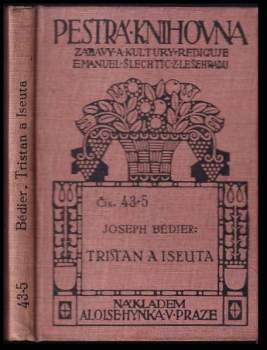 PESTRÁ·KNIHOVNA
ZÁBAVY·A·KULTURY·REDIGUJE
EMANUEL·ŠLECHTIC·Z·LEŠEHRADU
Čís. 43-5
JOSEPH BÉDIER:
TRISTAN A ISEUTA
NÁKLADEM
ALOISE·HYNKA·V·PRAZE
Bédier, Tristan a Iseuta
43-5